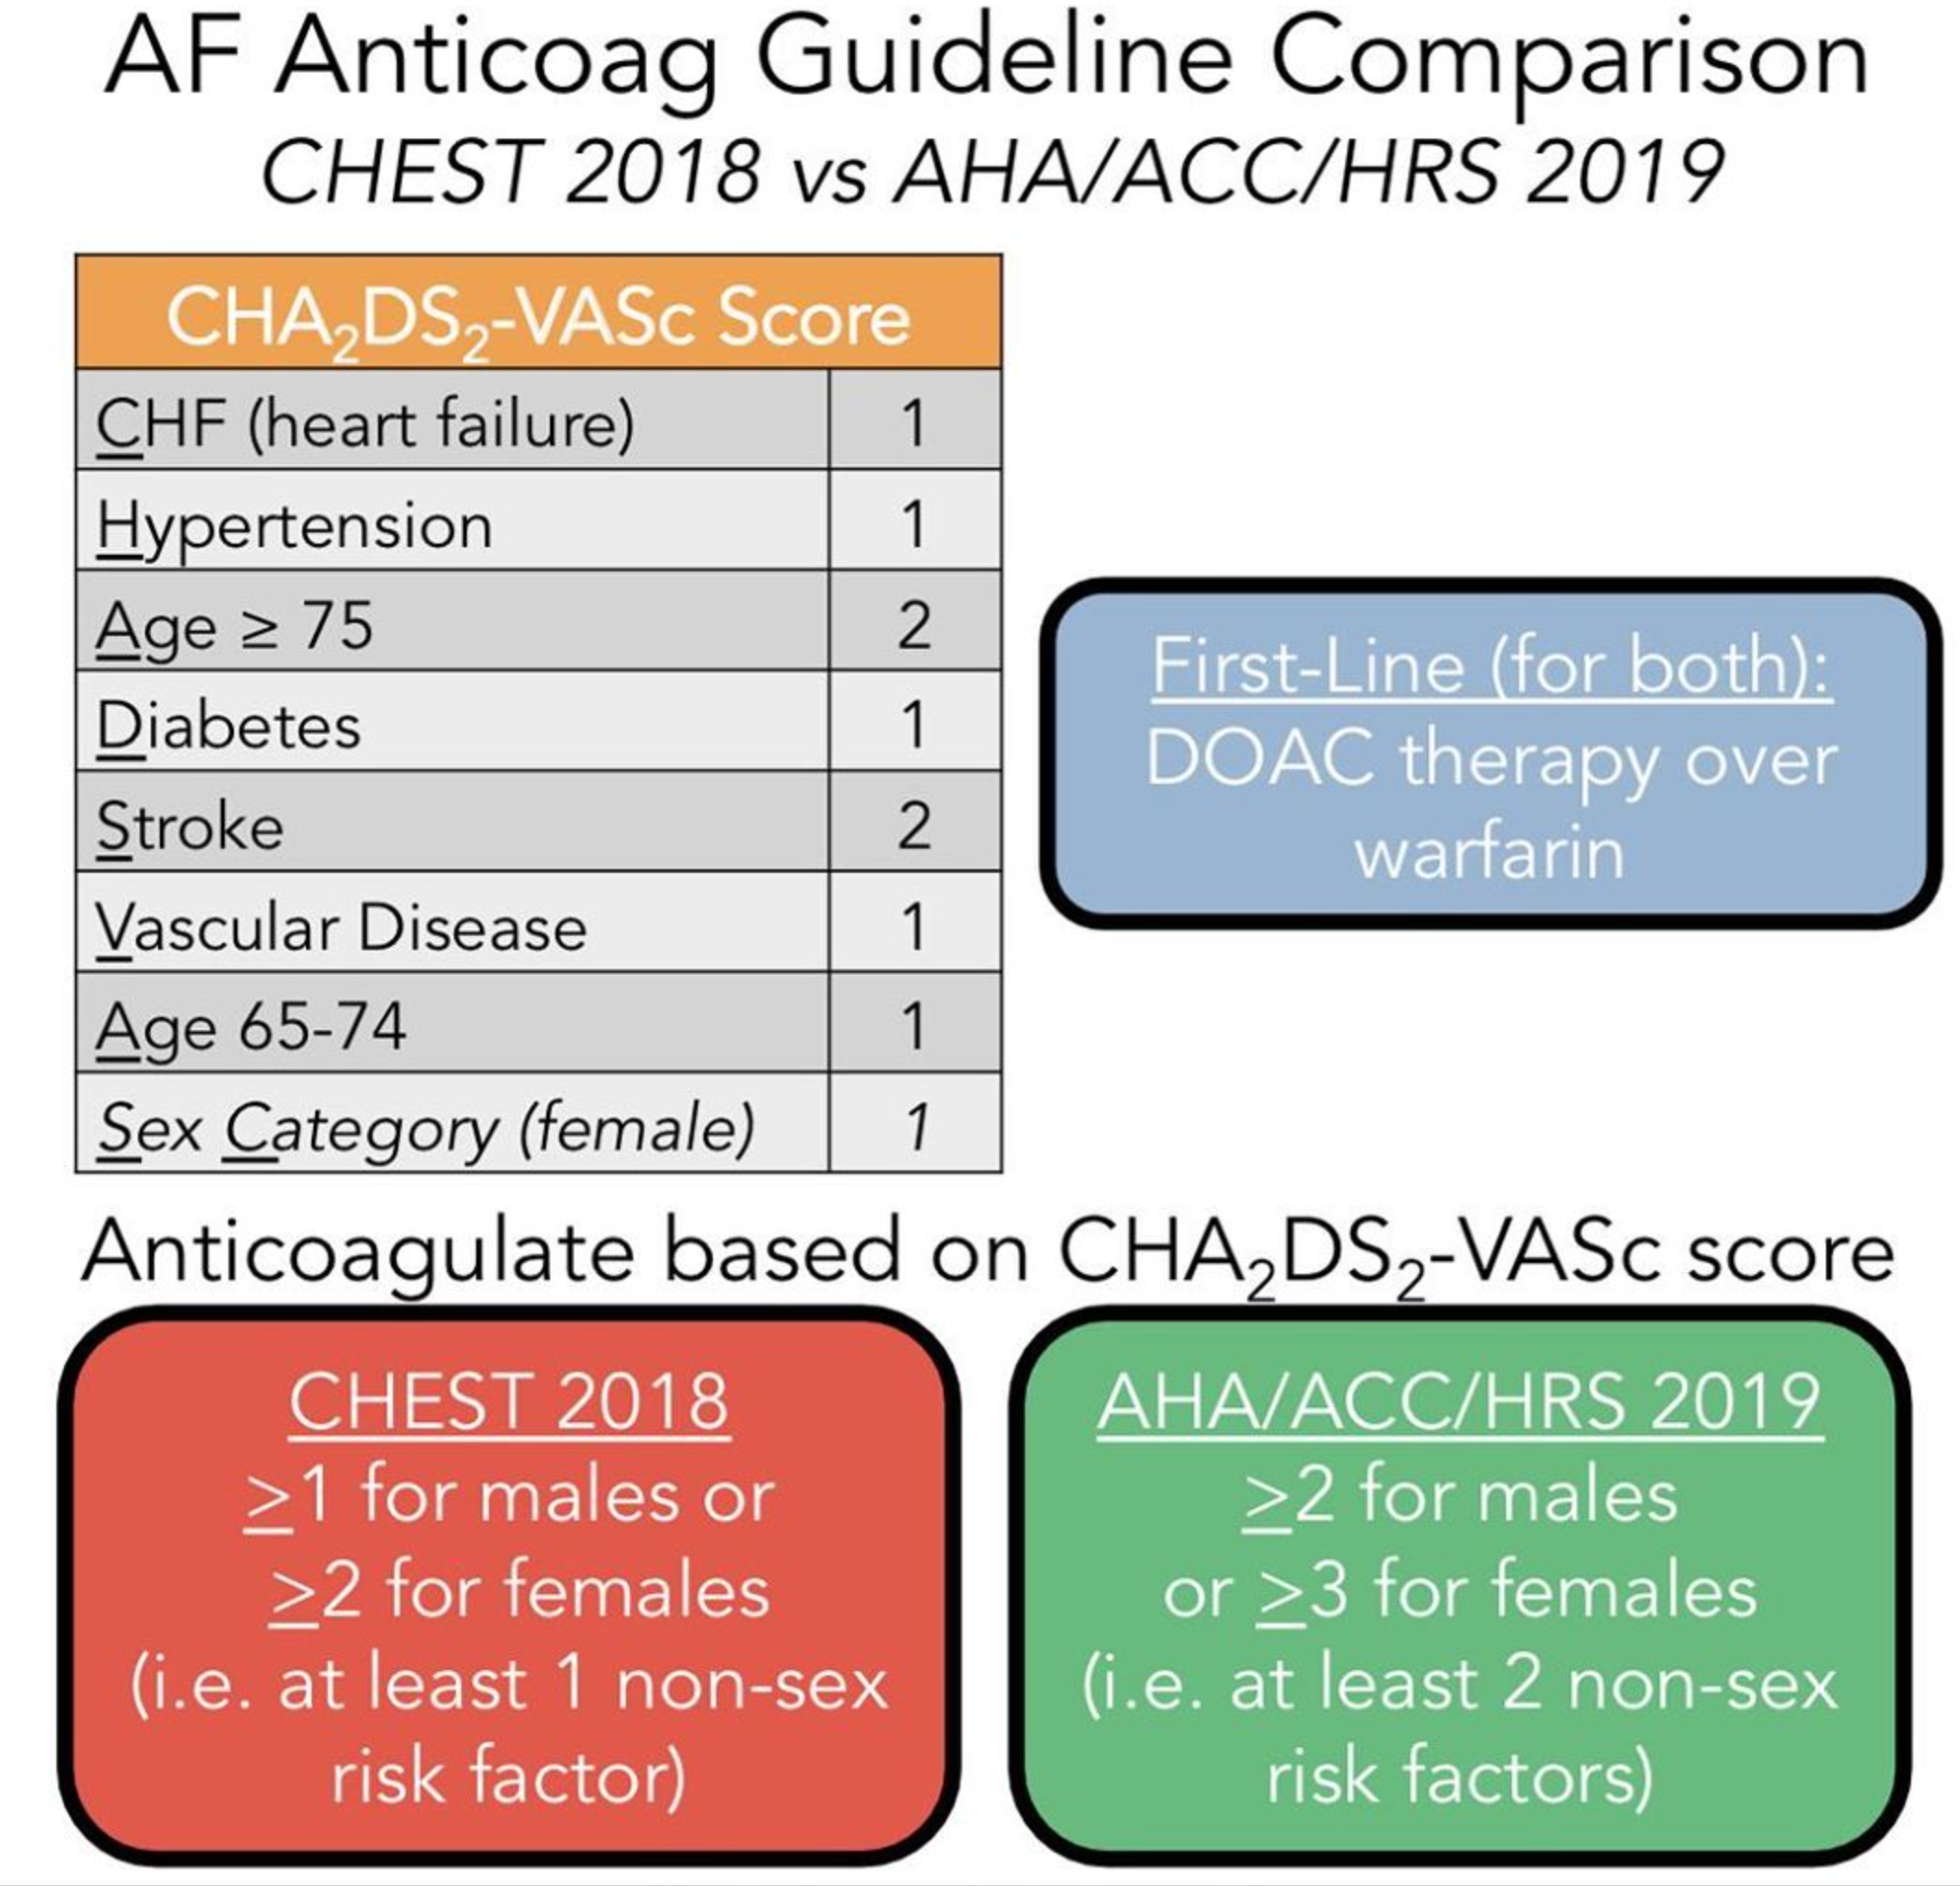 AF Anticoag Guideline Comparison
CHEST 2018 vs AHA/ACC/HRS 2019
CHA₂DS₂-VASc Score
CHF (heart failure) 1
Hypertension 1
Age ≥ 75 2
Diabetes 1
Stroke 2
Vascular Disease 1
Age 65-74 1
Sex Category (female) 1
First-Line (for both):
DOAC therapy over
warfarin
Anticoagulate based on CHA₂DS₂-VASc score
CHEST 2018
≥1 for males or
≥2 for females
(i.e. at least 1 non-sex
risk factor)
AHA/ACC/HRS 2019
≥2 for males
or ≥3 for females
(i.e. at least 2 non-sex
risk factors)